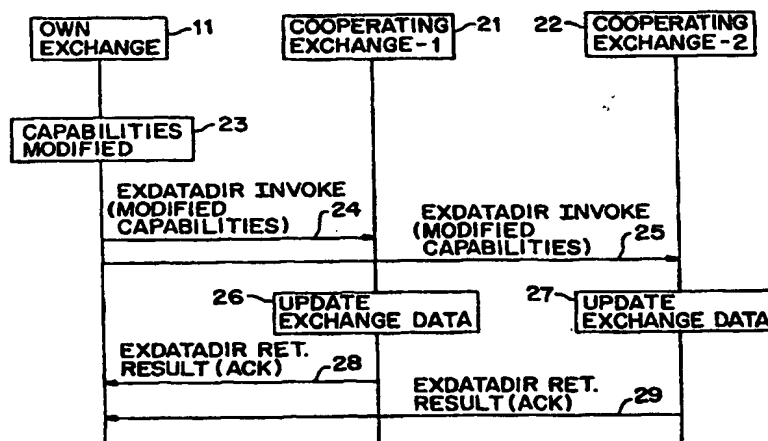 OWN
EXCHANGE
11
COOPERATING
EXCHANGE-1
21
22
COOPERATING
EXCHANGE-2
CAPABILITIES
MODIFIED
23
EXDATADIR INVOKE
(MODIFIED
CAPABILITIES)
24
EXDATADIR INVOKE
(MODIFIED
CAPABILITIES)
25
26
UPDATE
EXCHANGE DATA
27
UPDATE
EXCHANGE DATA
EXDATADIR RET.
RESULT (ACK)
28
EXDATADIR RET.
RESULT (ACK)
29